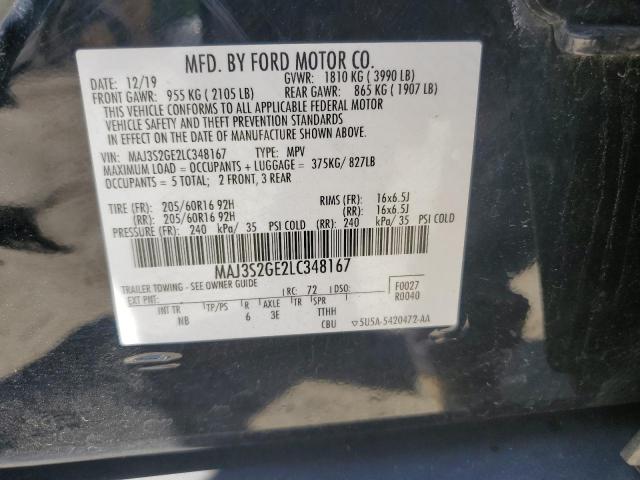 MFD. BY FORD MOTOR CO.
DATE: 12/19 GVWR: 1810 KG ( 3990 LB)
FRONT GAWR: 955 KG ( 2105 LB) REAR GAWR: 865 KG ( 1907 LB)
THIS VEHICLE CONFORMS TO ALL APPLICABLE FEDERAL MOTOR
VEHICLE SAFETY AND THEFT PREVENTION STANDARDS
IN EFFECT ON THE DATE OF MANUFACTURE SHOWN ABOVE.
VIN: MAJ3S2GE2LC348167 TYPE: MPV
MAXIMUM LOAD = OCCUPANTS + LUGGAGE = 375KG/ 827LB
OCCUPANTS = 5 TOTAL; 2 FRONT, 3 REAR
TIRE (FR): 205/60R16 92H RIMS (FR): 16x6.5J
(RR): 205/60R16 92H (RR): 16x6.5J
PRESSURE (FR): 240 kPa/ 35 PSI COLD (RR): 240 kPa/ 35 PSI COLD
MAJ3S2GE2LC348167
TRAILER TOWING - SEE OWNER GUIDE
EXT PNT: RC: 72 DSO: F0027
R0040
INT TR TP/PS R AXLE TR SPR
NB 6 3E TTHH
CBU ▽5U5A-5420472-AA